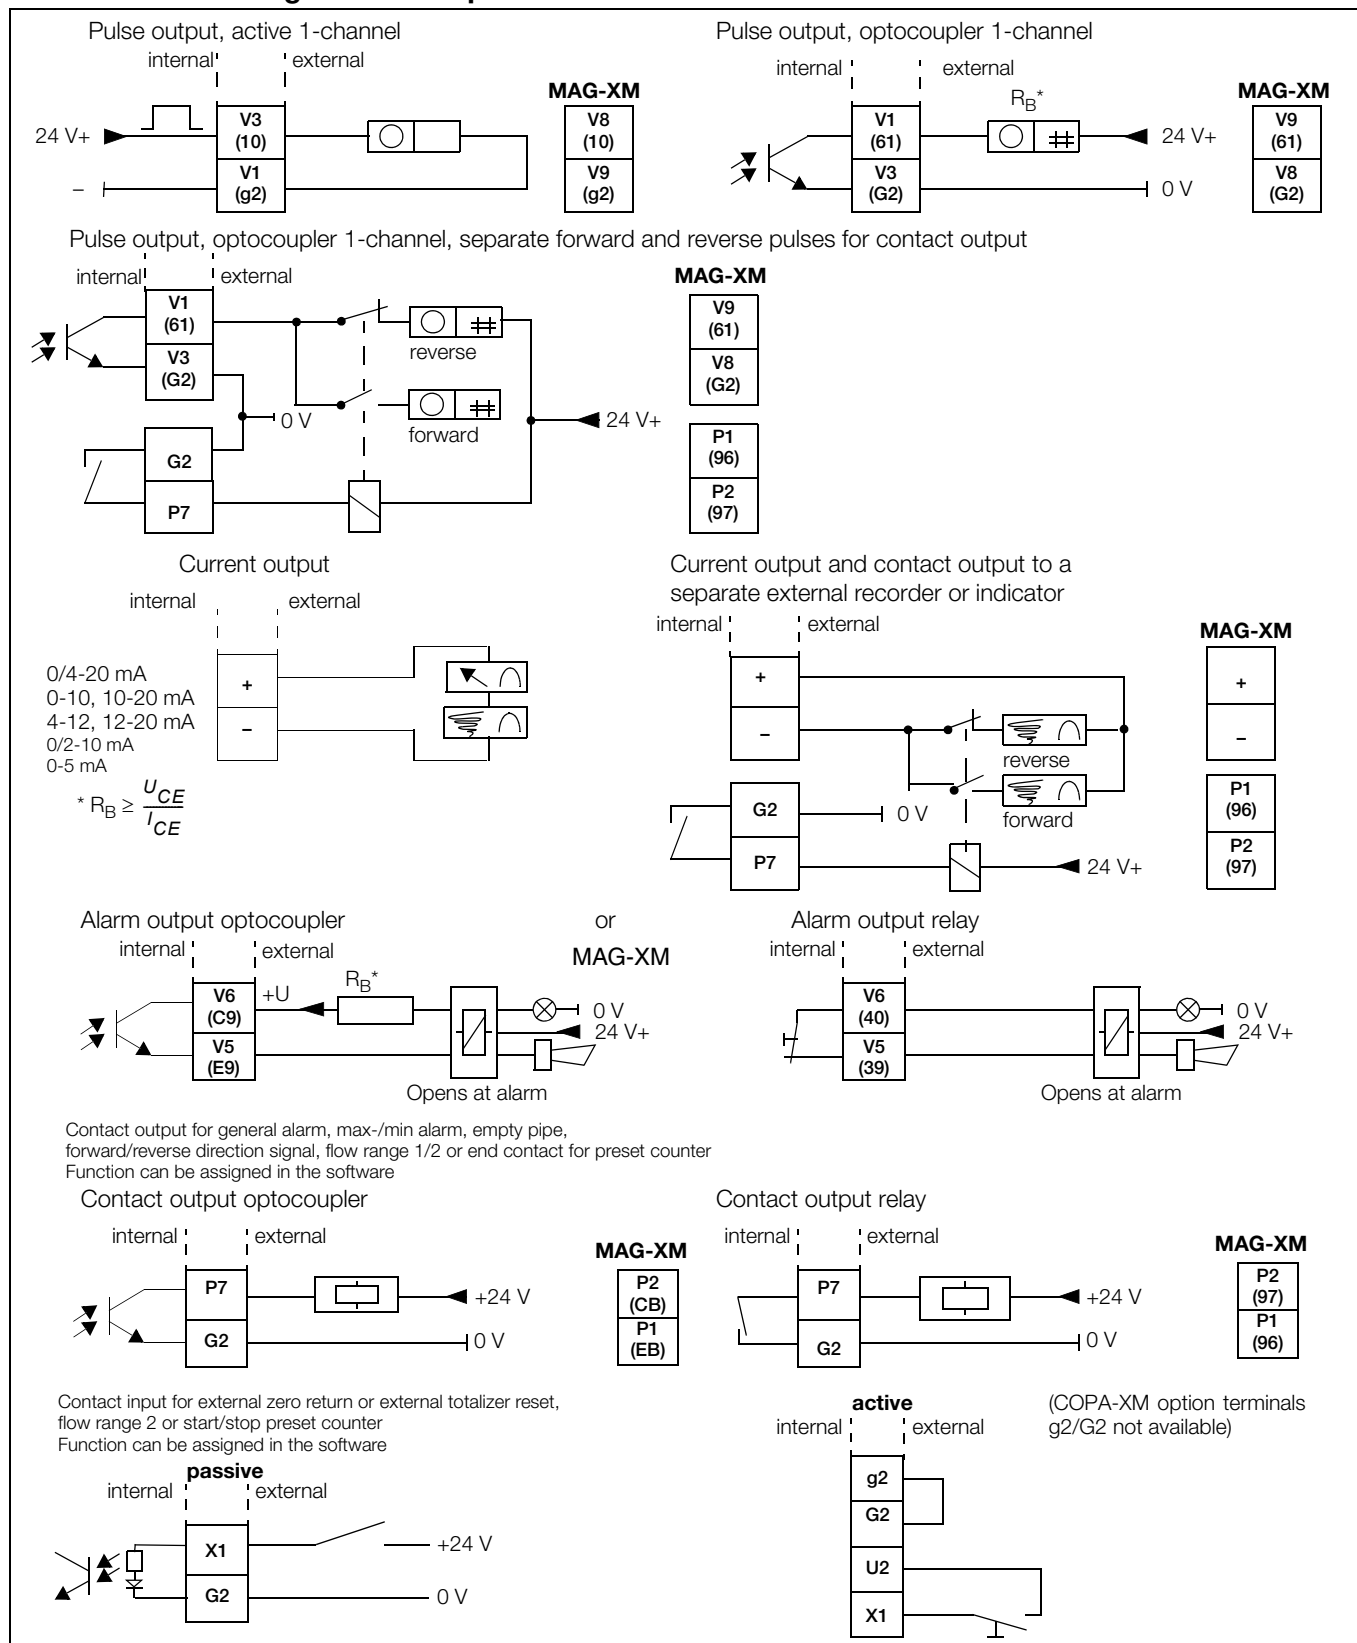 Pulse output, active 1-channel
internal external
MAG-XM
24 V+
V3
(10)
V1
(g2)
–
V8
(10)
V9
(g2)
Pulse output, optocoupler 1-channel
internal external
RB*
MAG-XM
V1
(61)
V3
(G2)
24 V+
0 V
V9
(61)
V8
(G2)
Pulse output, optocoupler 1-channel, separate forward and reverse pulses for contact output
internal external
MAG-XM
V1
(61)
V3
(G2)
G2
P7
0 V
reverse
forward
24 V+
V9
(61)
V8
(G2)
P1
(96)
P2
(97)
Current output
internal external
0/4-20 mA
0-10, 10-20 mA
4-12, 12-20 mA
0/2-10 mA
0-5 mA
+
–
* RB ≥ UCE
ICE
Current output and contact output to a
separate external recorder or indicator
internal external
MAG-XM
+
–
G2
P7
0 V
reverse
forward
24 V+
+
–
P1
(96)
P2
(97)
Alarm output optocoupler
or
MAG-XM
internal external
V6
(C9)
V5
(E9)
+U
RB*
0 V
24 V+
Opens at alarm
Alarm output relay
internal external
V6
(40)
V5
(39)
0 V
24 V+
Opens at alarm
Contact output for general alarm, max-/min alarm, empty pipe,
forward/reverse direction signal, flow range 1/2 or end contact for preset counter
Function can be assigned in the software
Contact output optocoupler
internal external
MAG-XM
P7
G2
+24 V
0 V
P2
(CB)
P1
(EB)
Contact output relay
internal external
MAG-XM
P7
G2
+24 V
0 V
P2
(97)
P1
(96)
Contact input for external zero return or external totalizer reset,
flow range 2 or start/stop preset counter
Function can be assigned in the software
passive
internal external
X1
G2
+24 V
0 V
active
internal external
(COPA-XM option terminals
g2/G2 not available)
g2
G2
U2
X1